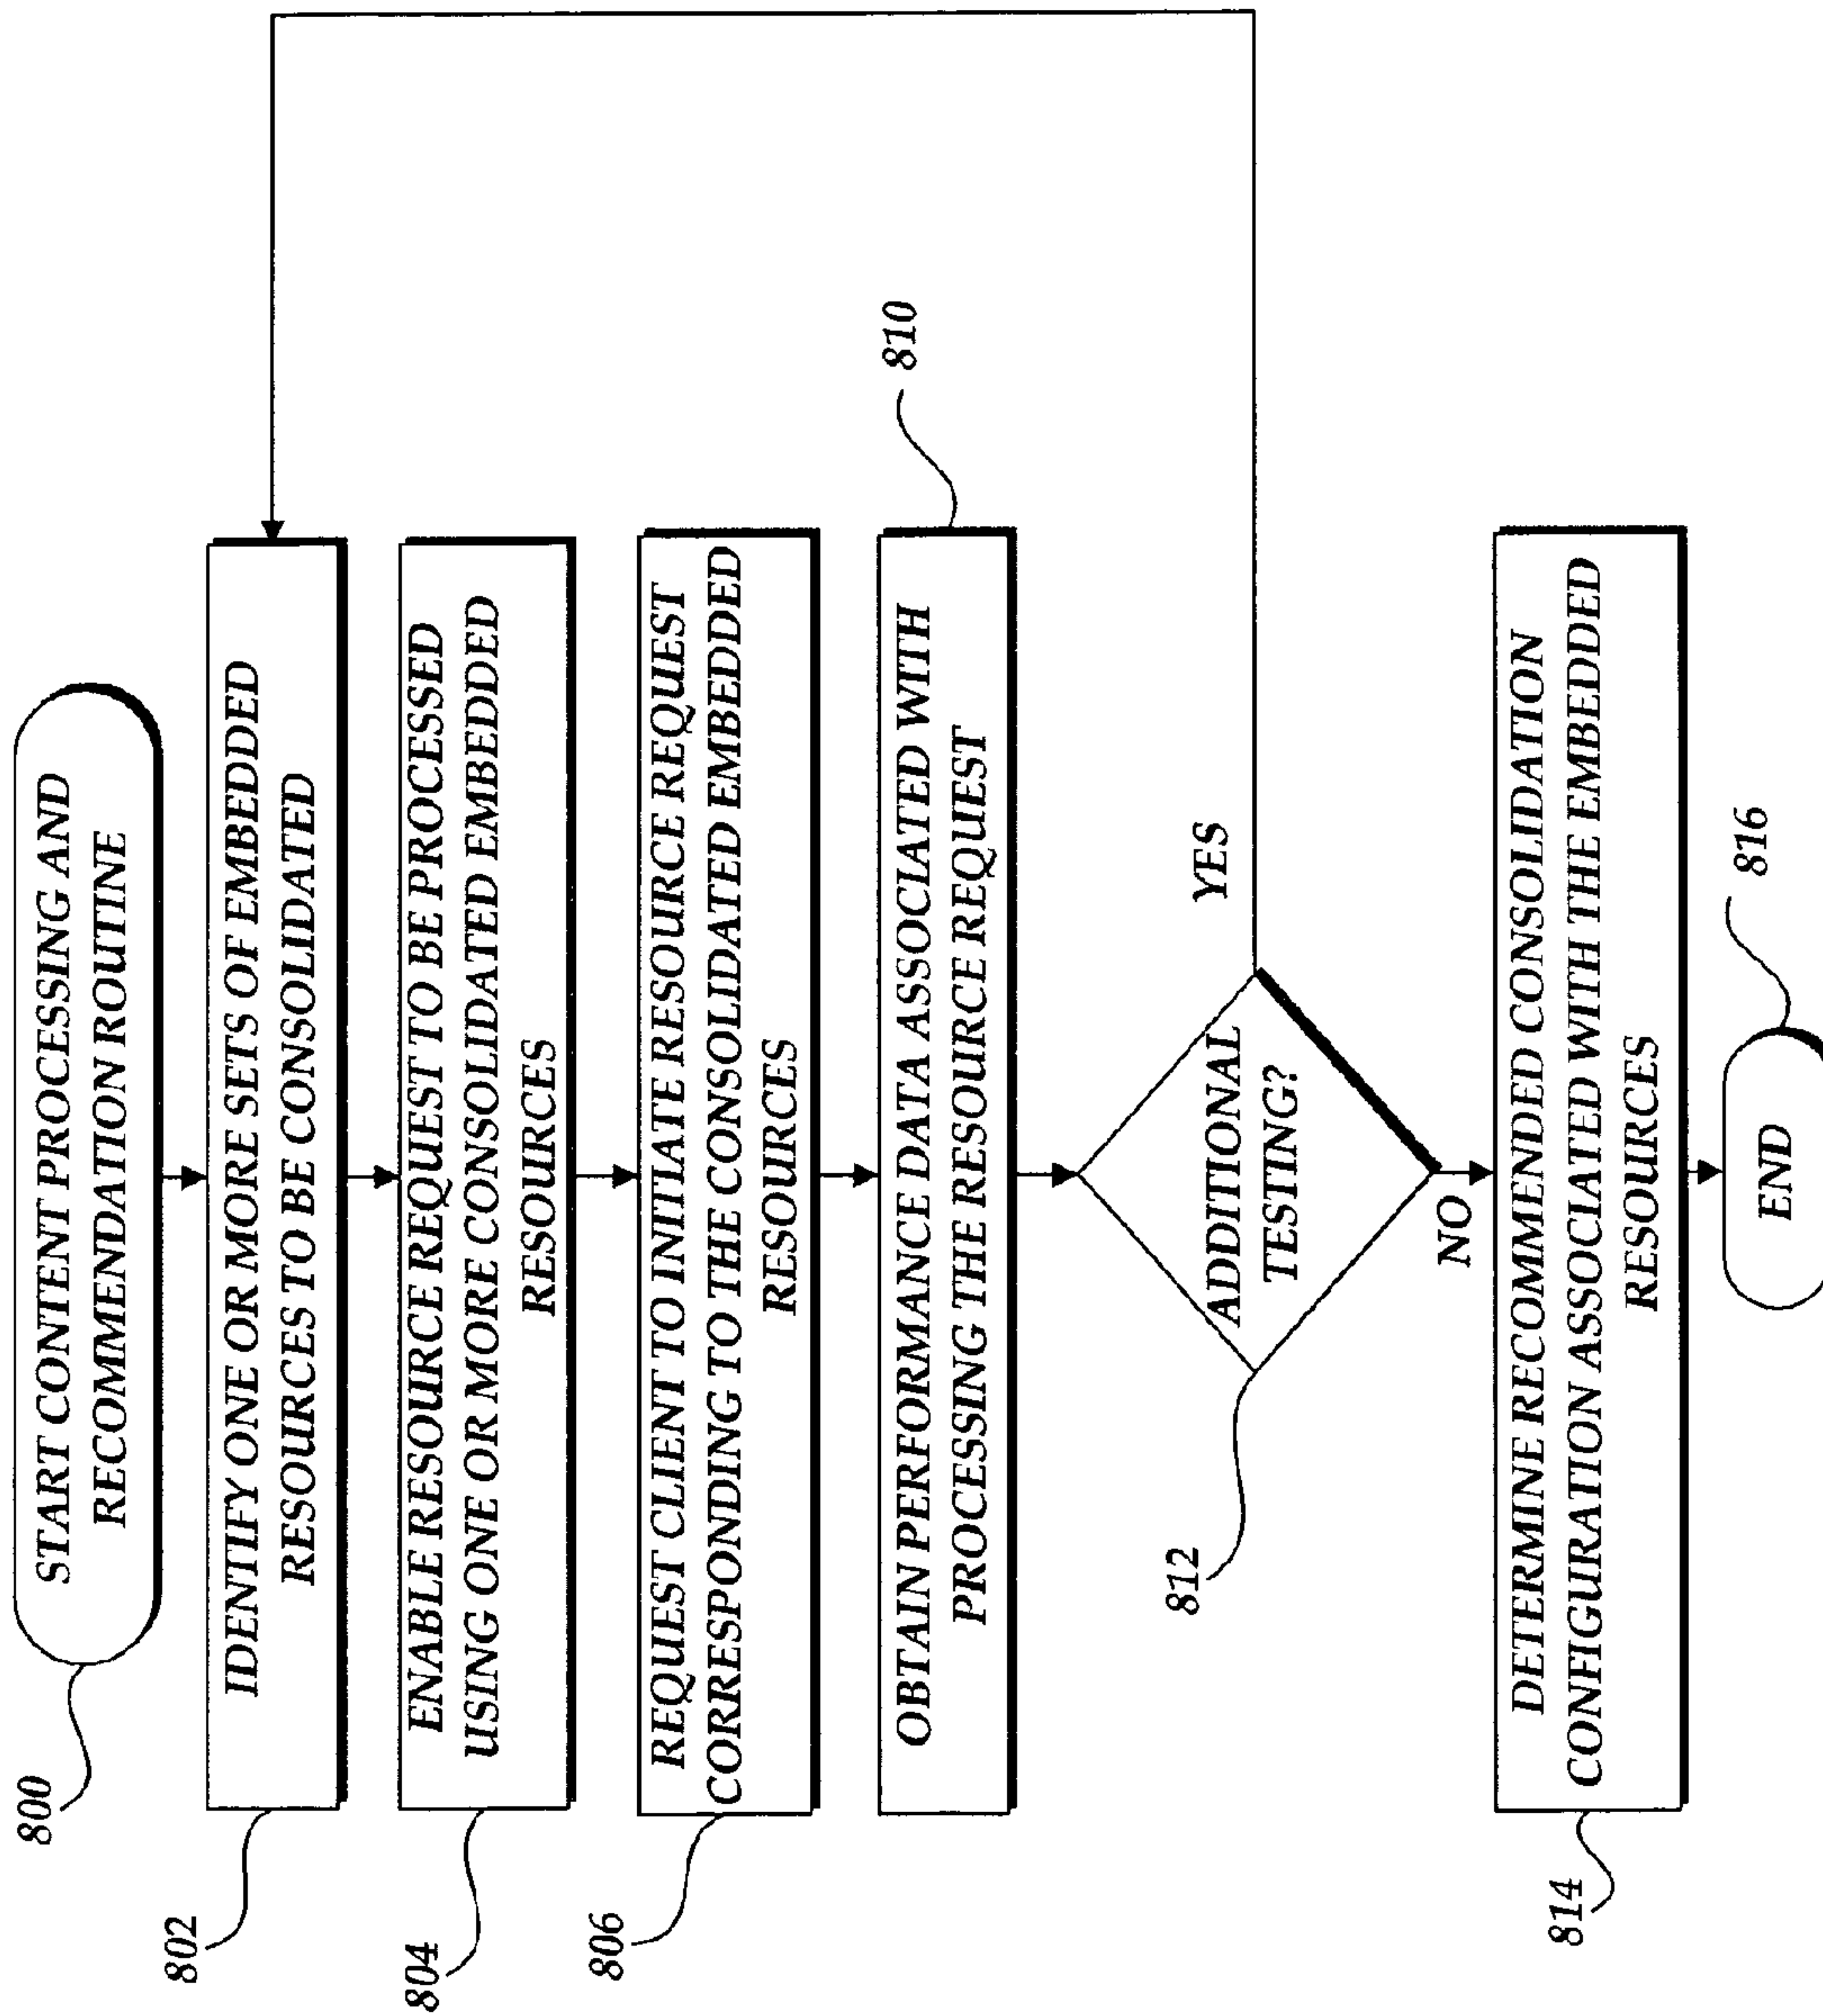 START CONTENT PROCESSING AND
RECOMMENDATION ROUTINE
800
IDENTIFY ONE OR MORE SETS OF EMBEDDED
RESOURCES TO BE CONSOLIDATED
802
ENABLE RESOURCE REQUEST TO BE PROCESSED
USING ONE OR MORE CONSOLIDATED EMBEDDED
RESOURCES
804
REQUEST CLIENT TO INITIATE RESOURCE REQUEST
CORRESPONDING TO THE CONSOLIDATED EMBEDDED
RESOURCES
806
OBTAIN PERFORMANCE DATA ASSOCIATED WITH
PROCESSING THE RESOURCE REQUEST
810
ADDITIONAL
TESTING?
812
YES
NO
DETERMINE RECOMMENDED CONSOLIDATION
CONFIGURATION ASSOCIATED WITH THE EMBEDDED
RESOURCES
814
END
816